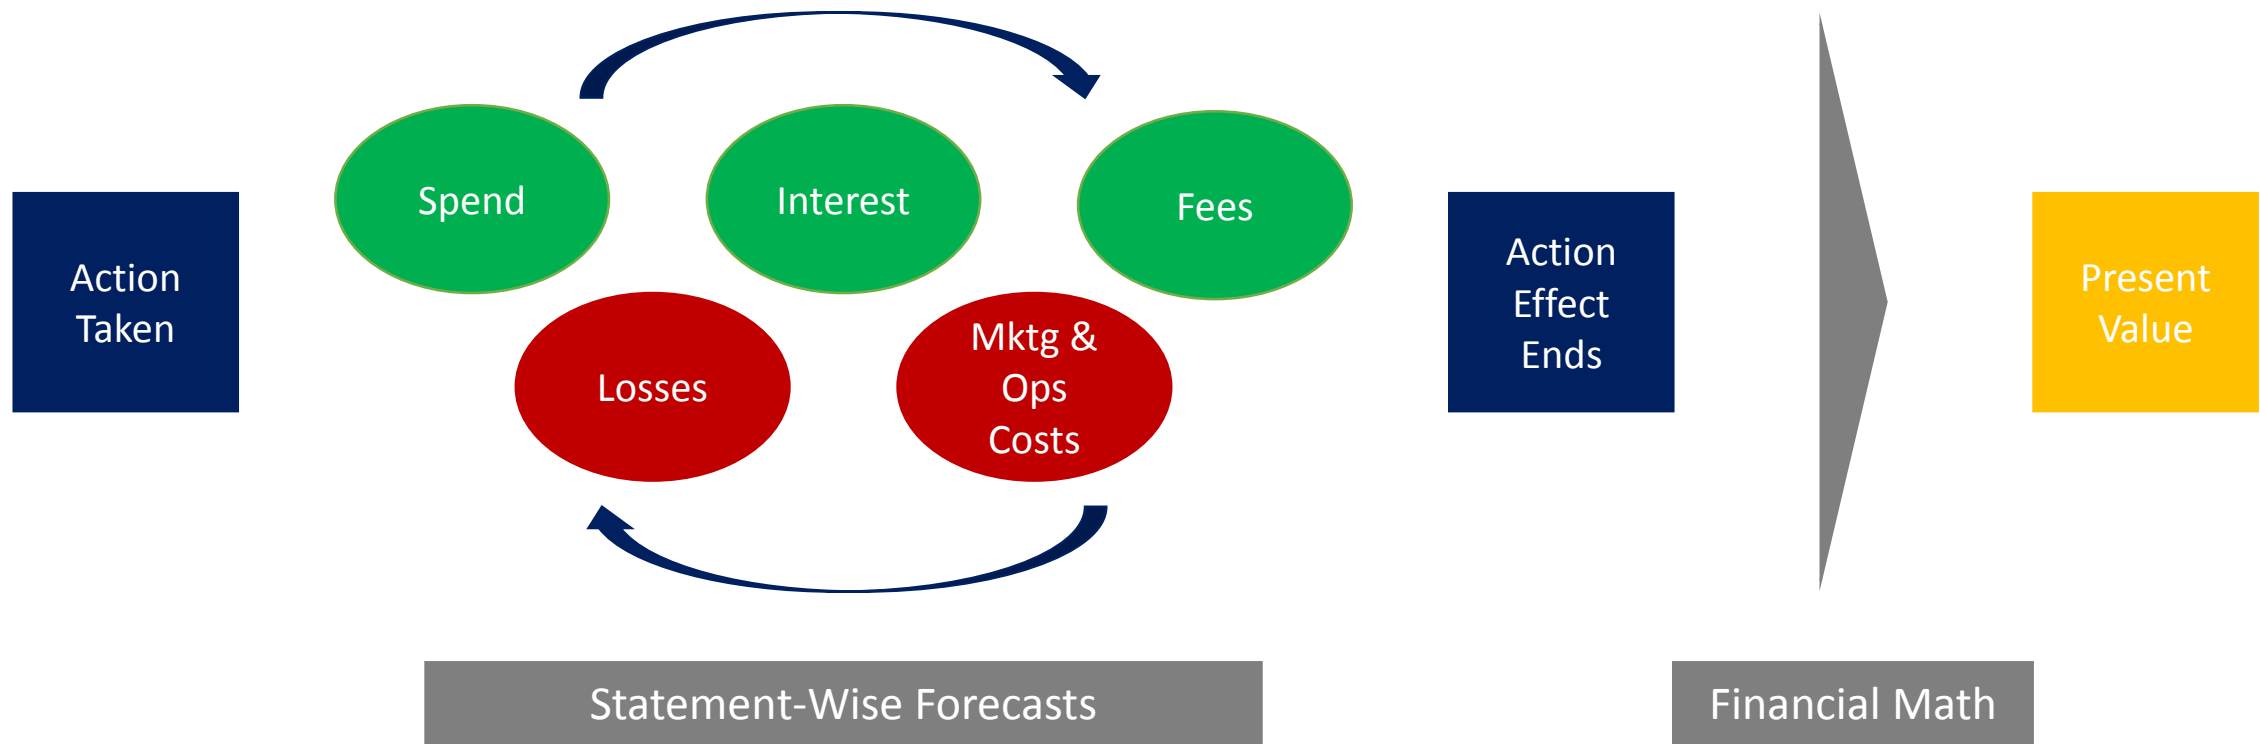 Action
Taken
Spend
Interest
Fees
Losses
Mktg &
Ops
Costs
Action
Effect
Ends
Present
Value
Statement-Wise Forecasts
Financial Math